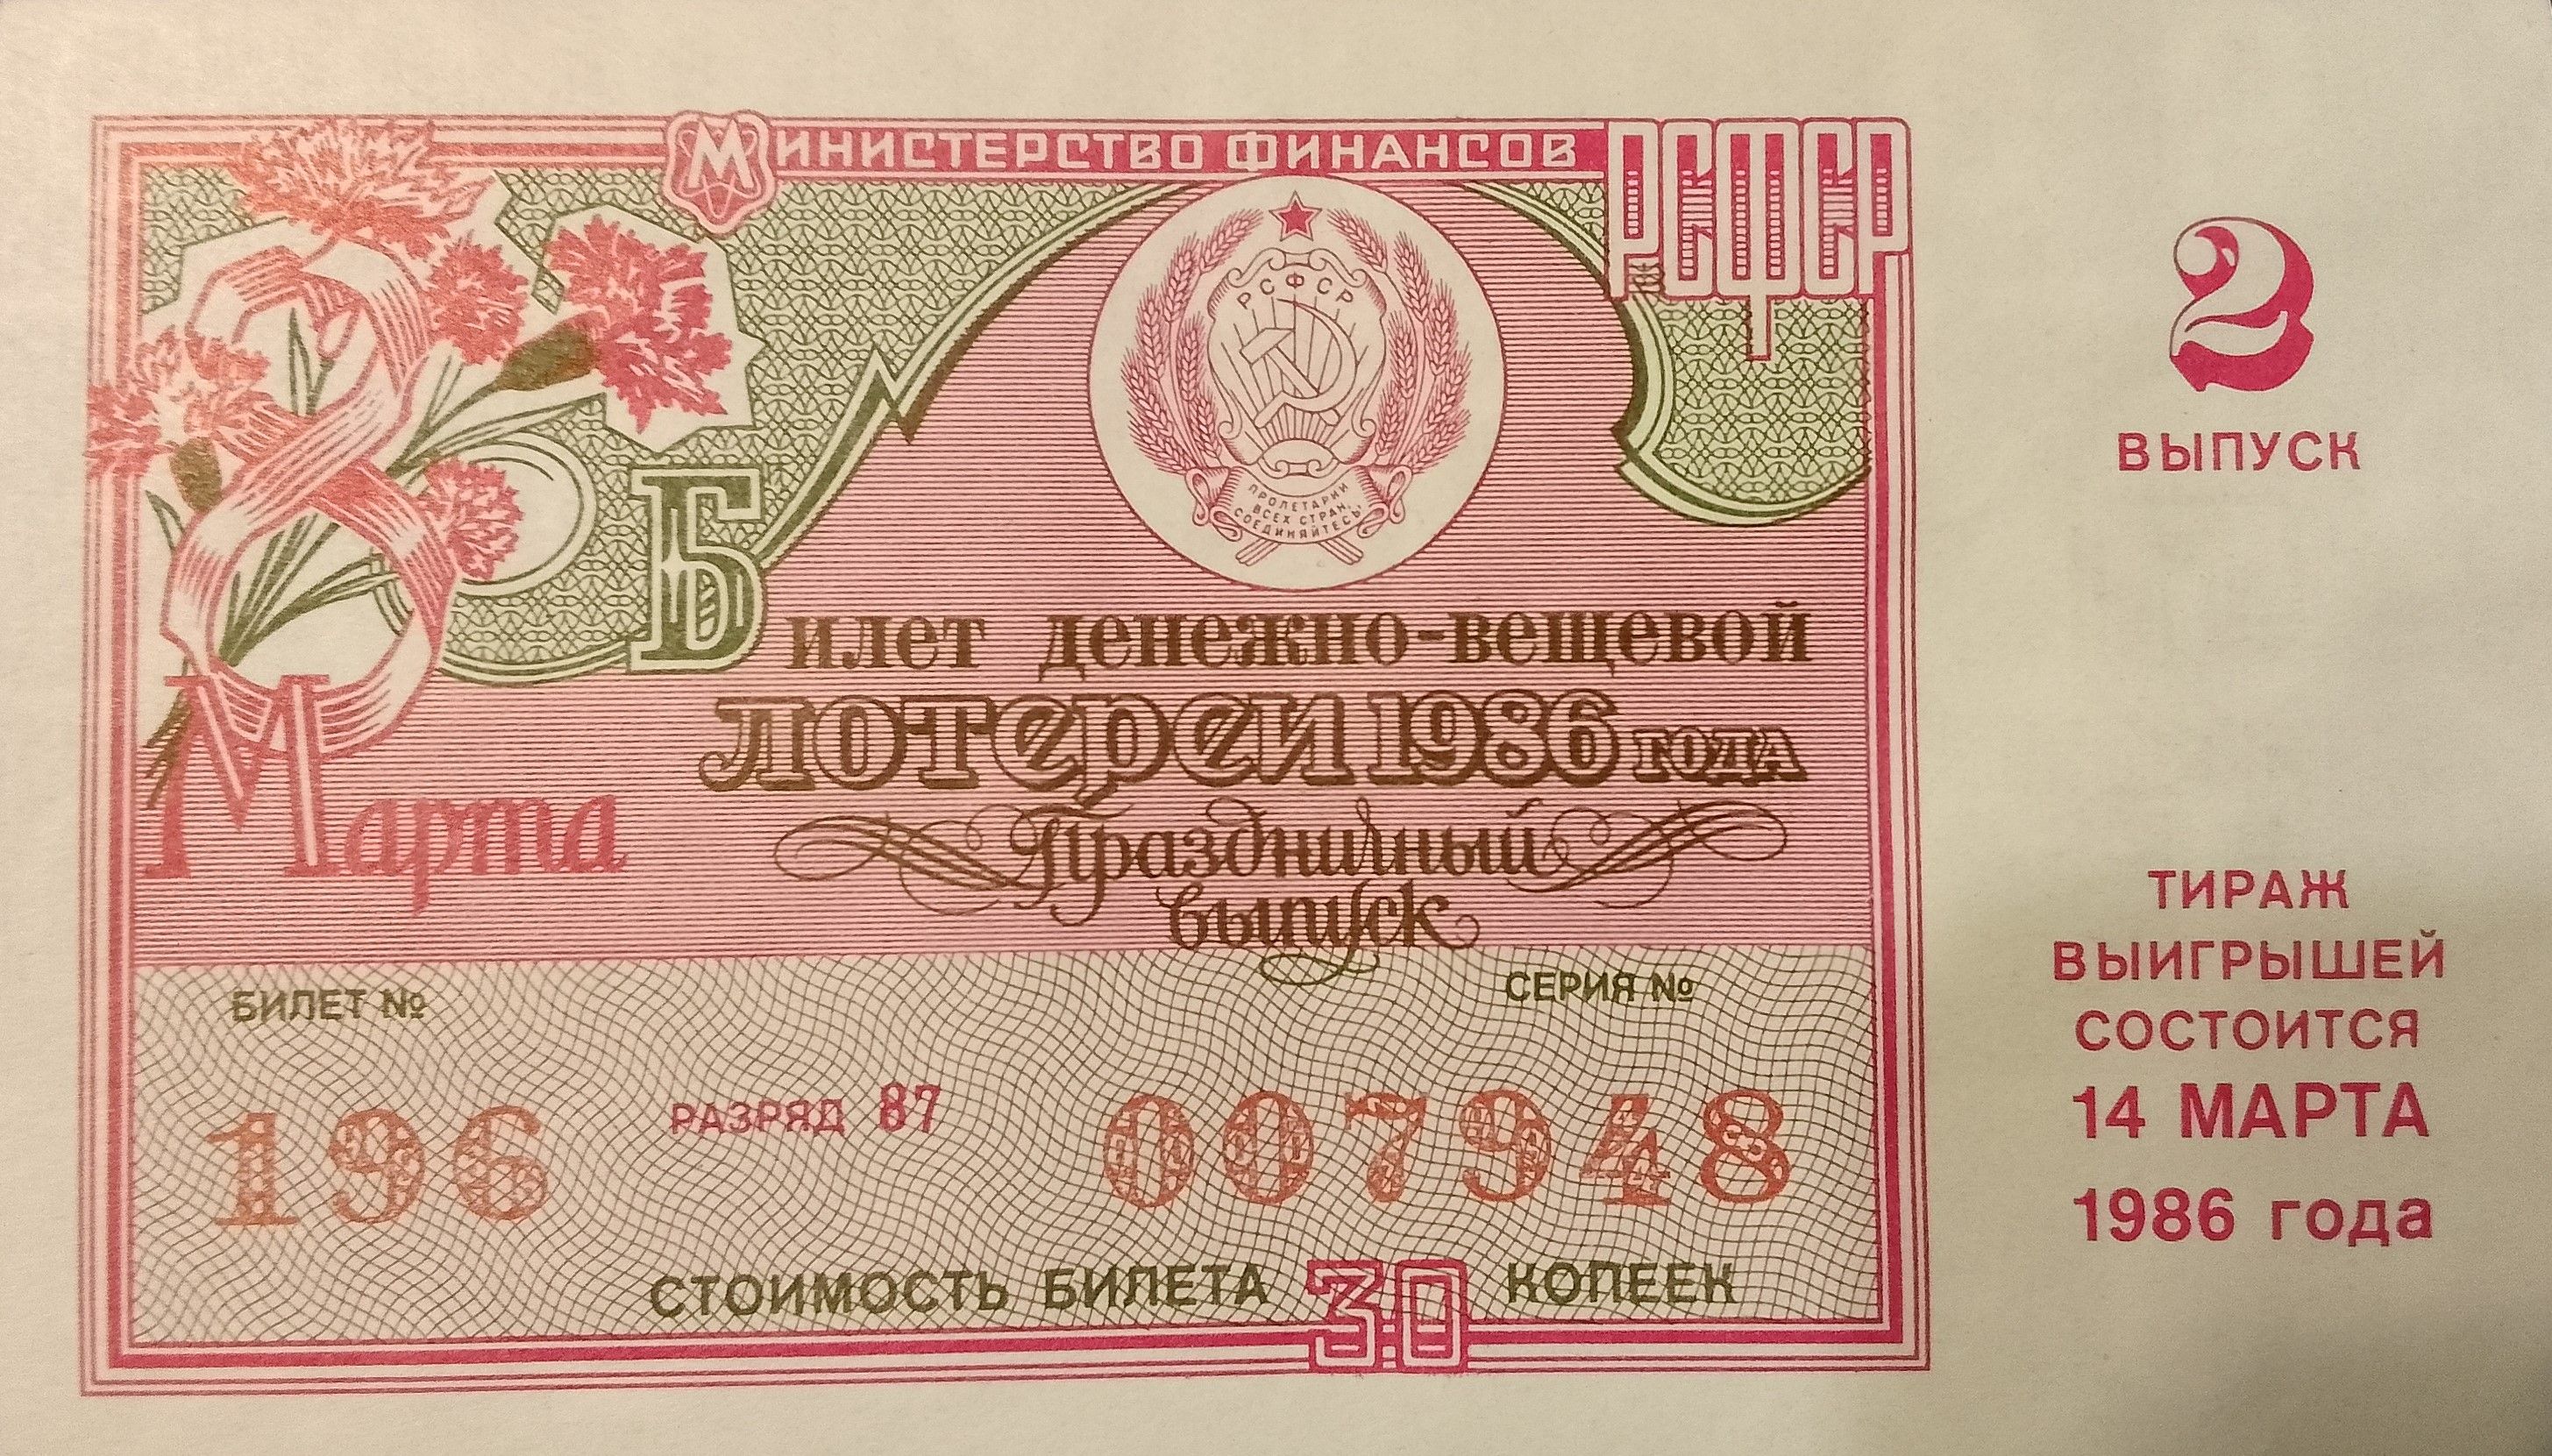 МИНИСТЕРСТВО ФИНАНСОВ РСФСР
РСФСР
ПРОЛЕТАРИИ
ВСЕХ СТРАН,
СОЕДИНЯЙТЕСЬ!
8 Марта
Билет денежно-вещевой
лотереи 1986 года
Праздничный
выпуск
БИЛЕТ №
СЕРИЯ №
196
РАЗРЯД 87
007948
СТОИМОСТЬ БИЛЕТА 30 КОПЕЕК
2
ВЫПУСК
ТИРАЖ
ВЫИГРЫШЕЙ
СОСТОИТСЯ
14 МАРТА
1986 года